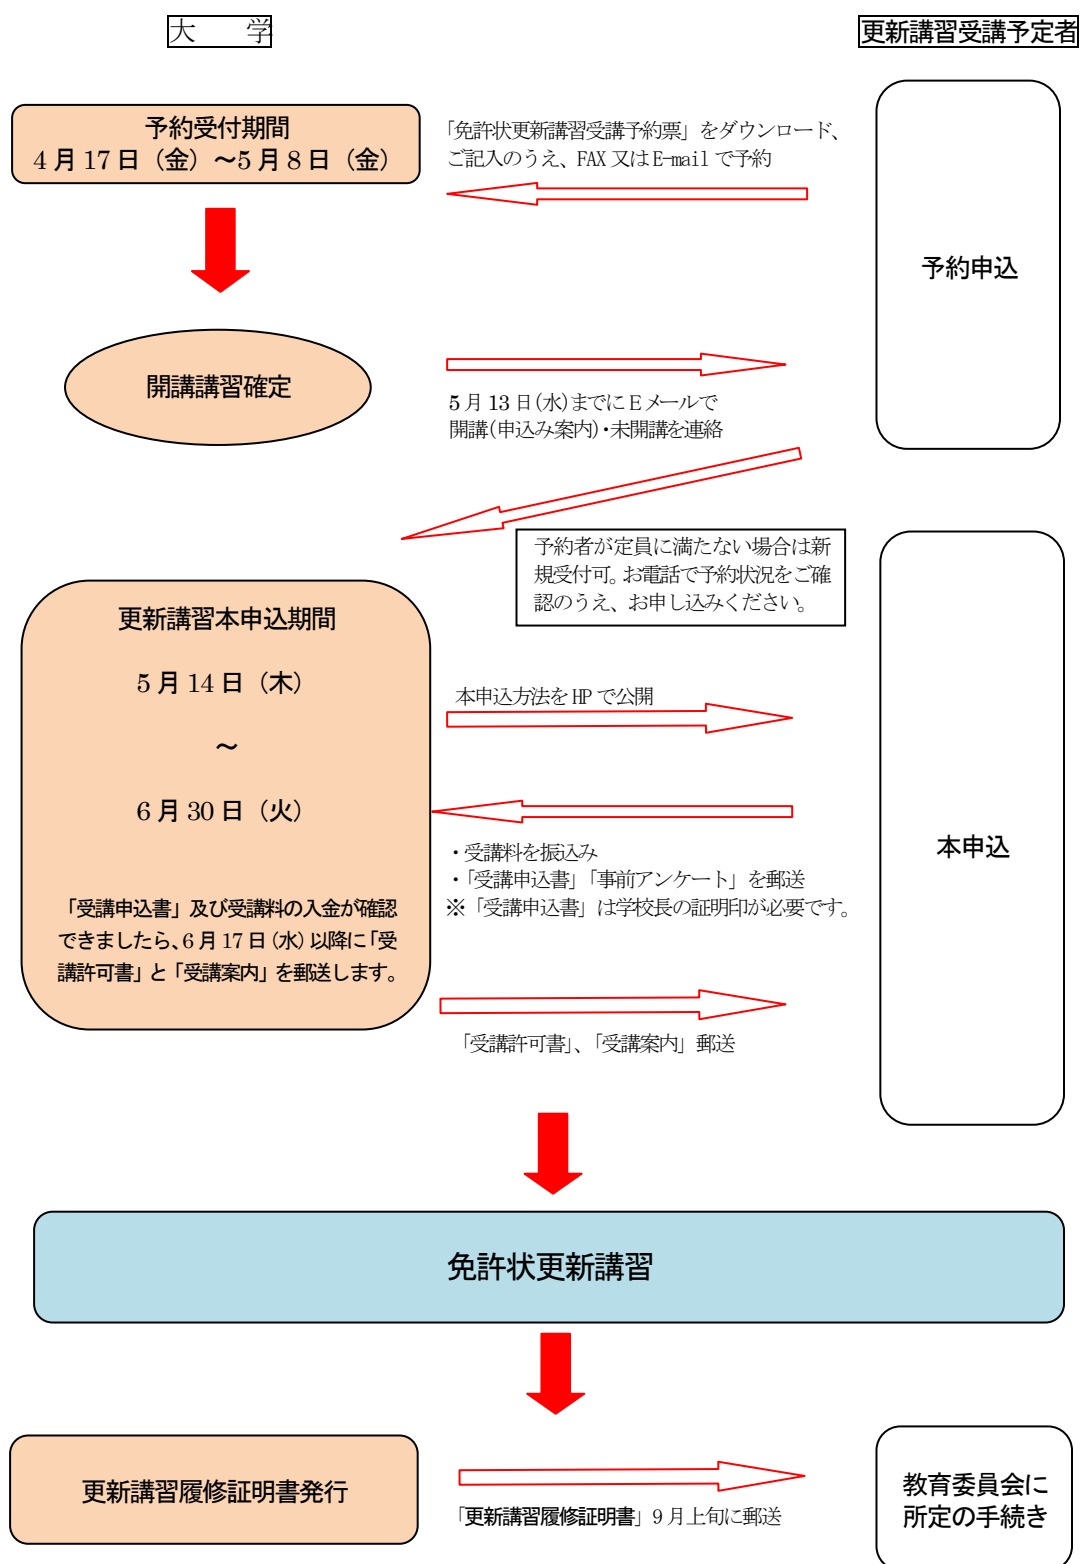 大　　学
更新講習受講予定者
予約受付期間
4月17日（金）～5月8日（金）
「免許状更新講習受講予約票」をダウンロード、
ご記入のうえ、FAX又はE-mailで予約
予約申込
開講講習確定
5月13日(水)までにEメールで
開講(申込み案内)・未開講を連絡
予約者が定員に満たない場合は新
規受付可。お電話で予約状況をご確
認のうえ、お申し込みください。
更新講習本申込期間
5月14日（木）
～
6月30日（火）
「受講申込書」及び受講料の入金が確認
できましたら、6月17日(水)以降に「受
講許可書」と「受講案内」を郵送します。
本申込方法をHPで公開
・受講料を振込み
・「受講申込書」「事前アンケート」を郵送
※「受講申込書」は学校長の証明印が必要です。
本申込
「受講許可書」、「受講案内」郵送
免許状更新講習
更新講習履修証明書発行
「更新講習履修証明書」9月上旬に郵送
教育委員会に
所定の手続き